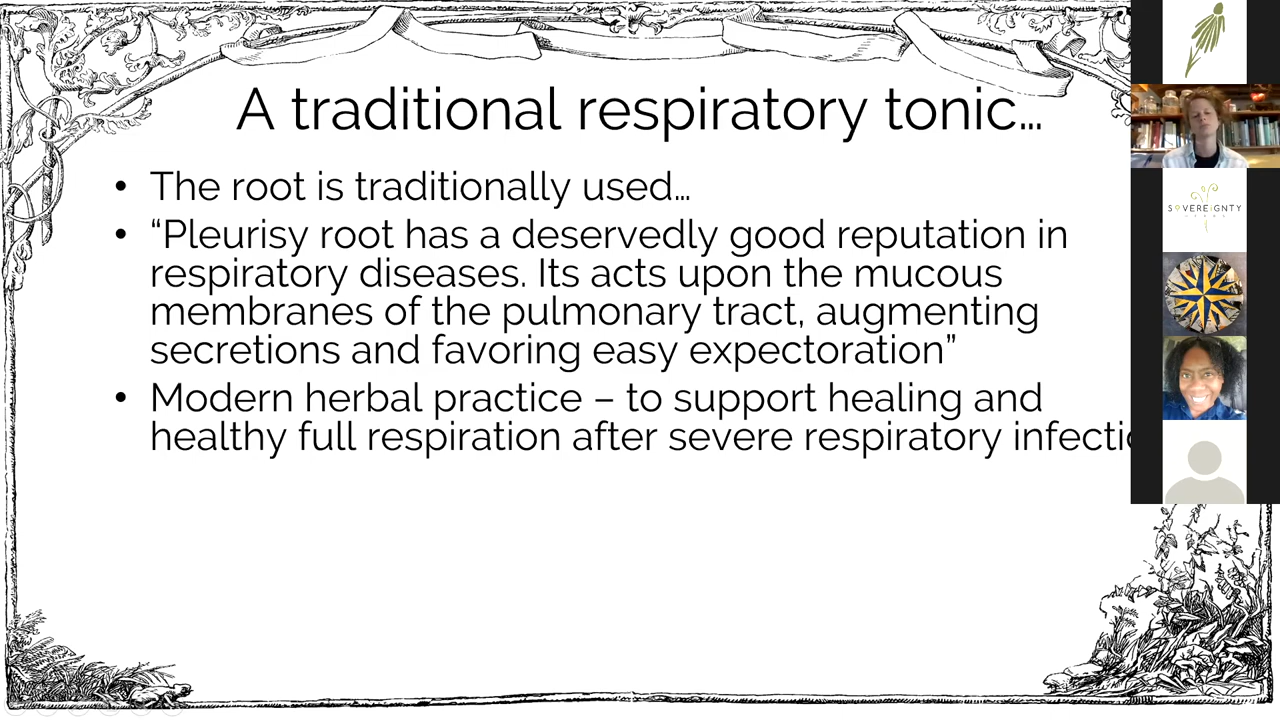 A traditional respiratory tonic…
• The root is traditionally used…
• “Pleurisy root has a deservedly good reputation in
respiratory diseases. Its acts upon the mucous
membranes of the pulmonary tract, augmenting
secretions and favoring easy expectoration”
• Modern herbal practice – to support healing and
healthy full respiration after severe respiratory infectio
SOVEREIGNTY